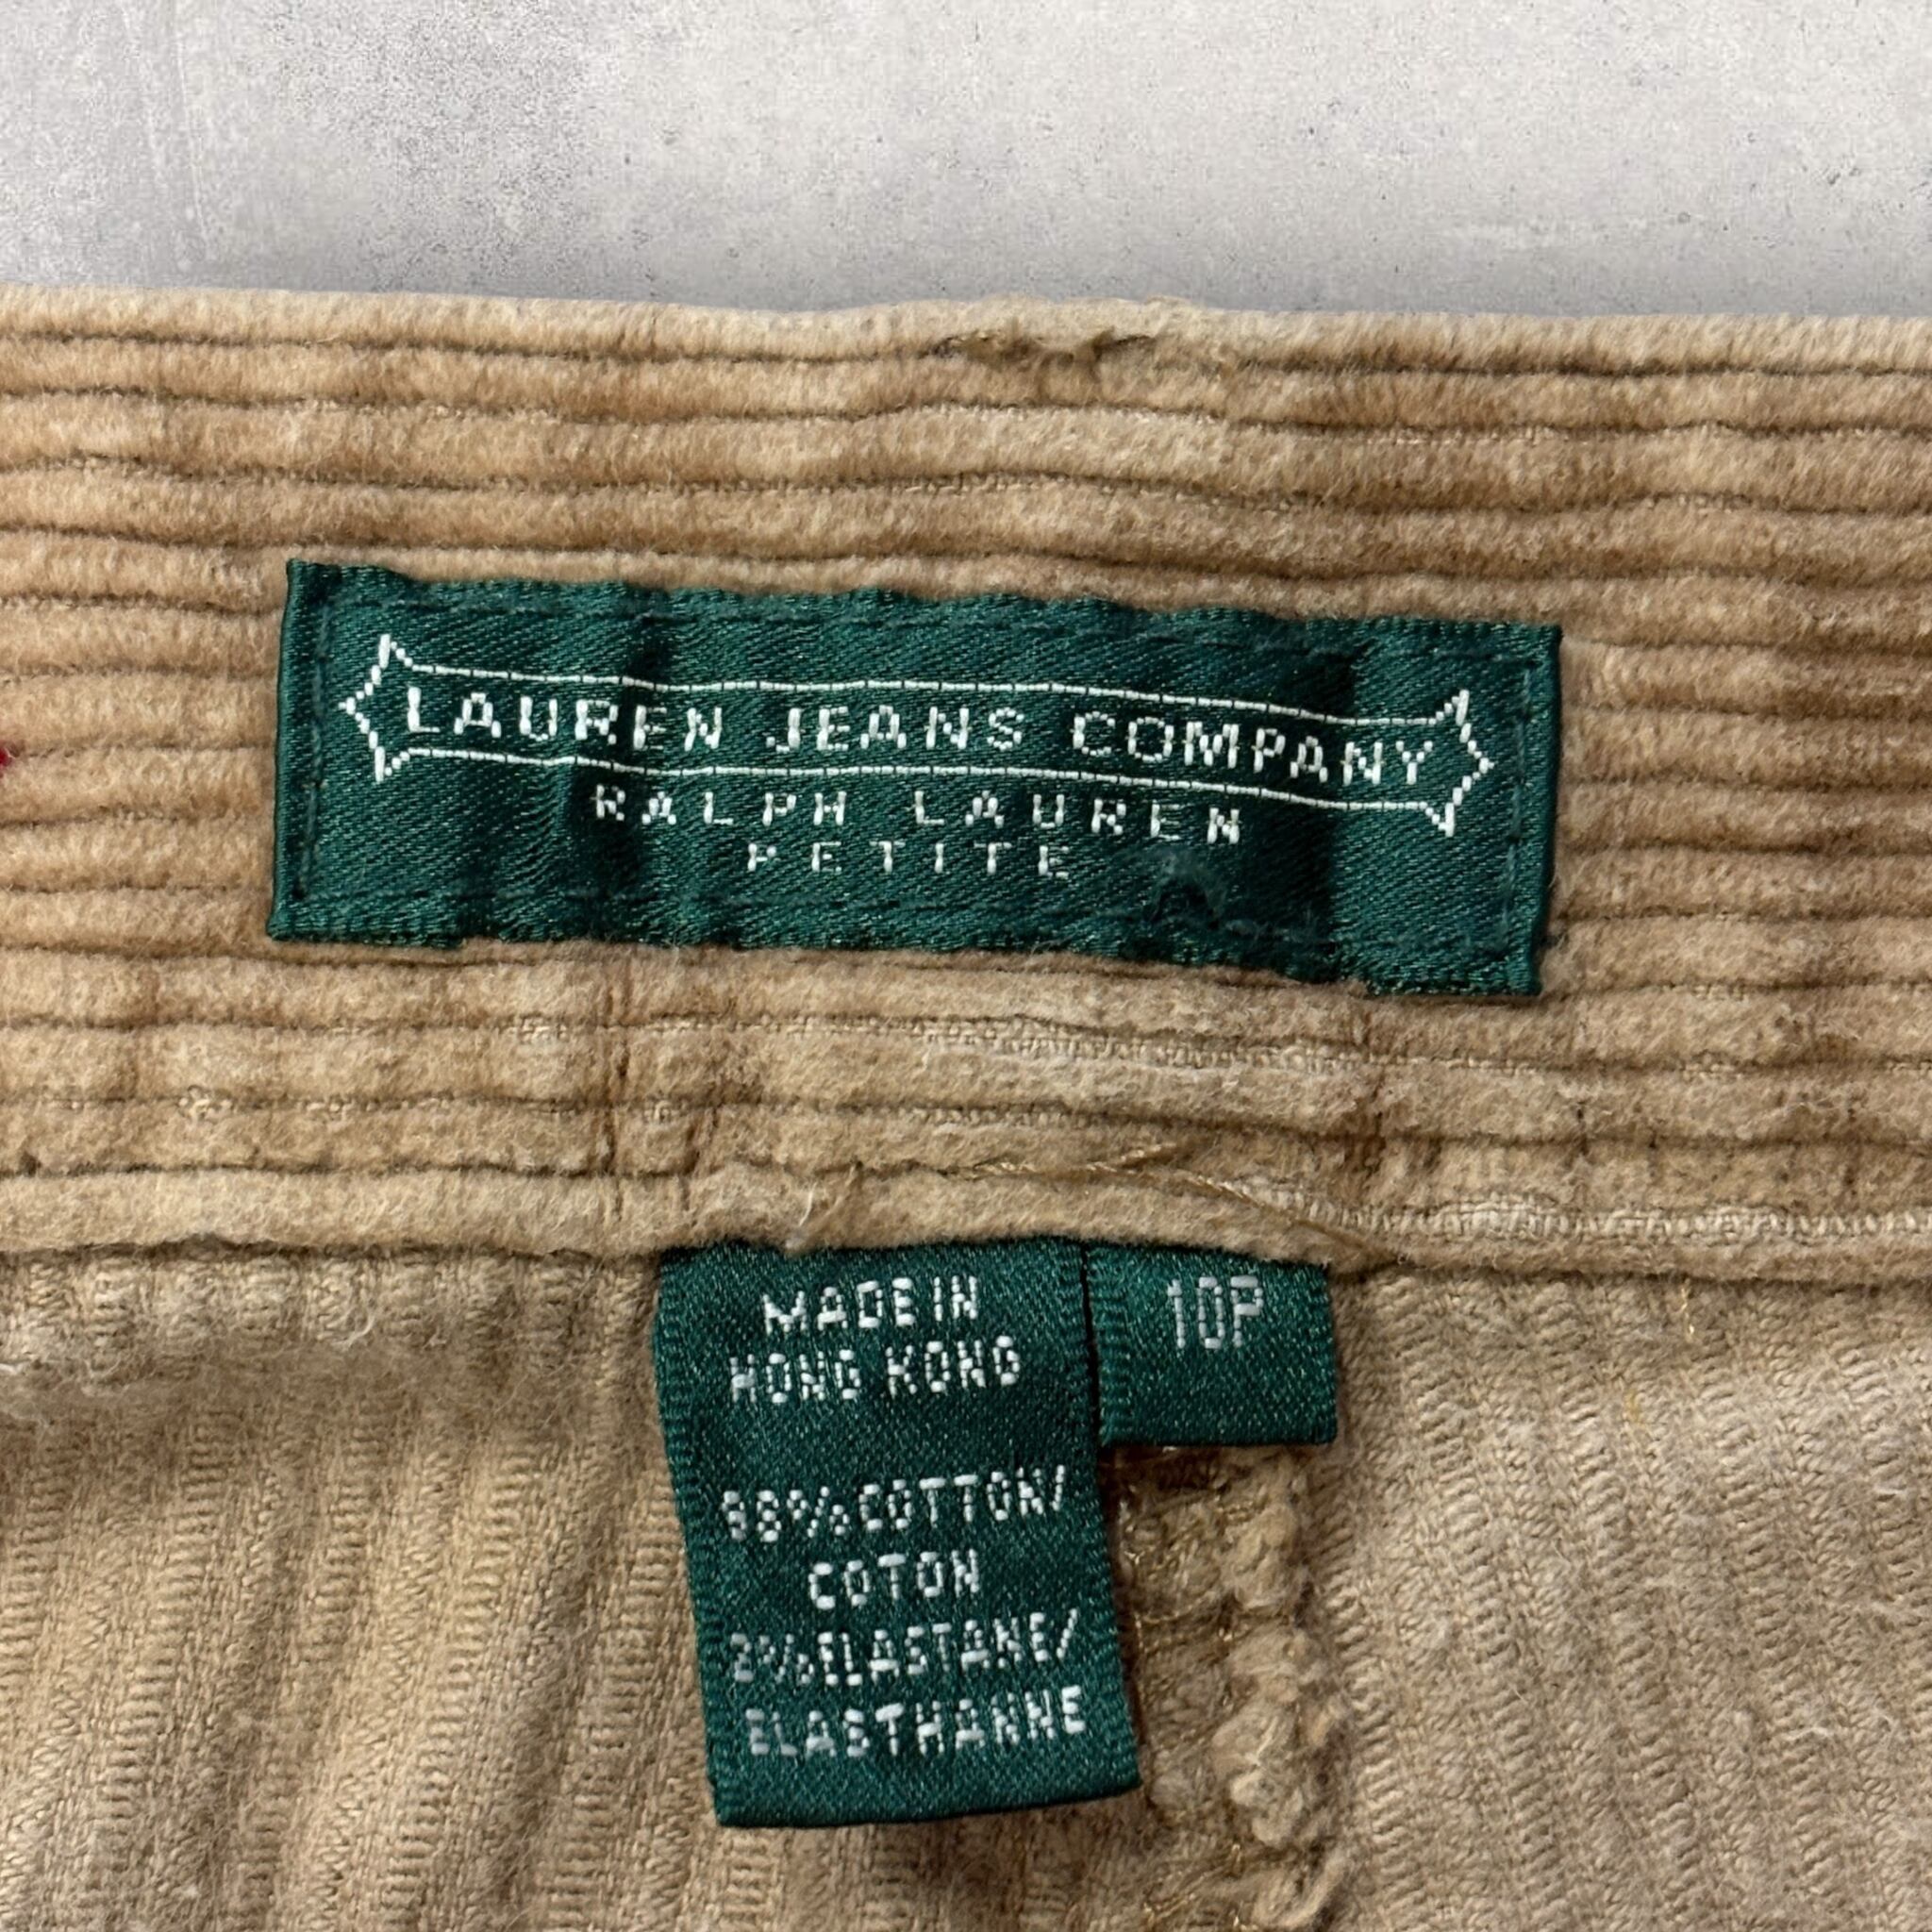 LAUREN JEANS COMPANY
RALPH LAUREN
PETITE
MADE IN
HONG KONG
98%COTTON/
COTON
2%ELASTANE/
ELASTHANNE
10P